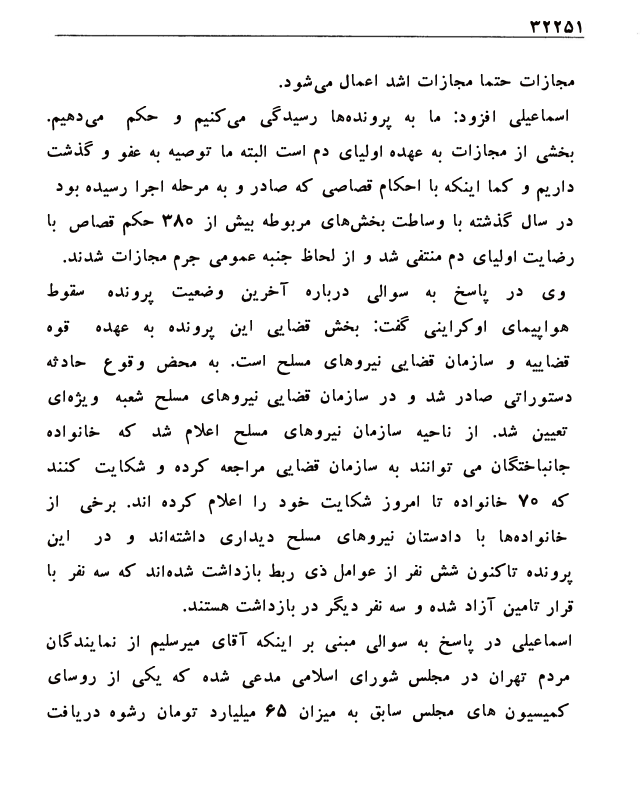 ۳۲۲۵۱
مجازات حتما مجازات اشد اعمال می‌شود.
اسماعیلی افزود: ما به پرونده‌ها رسیدگی می‌کنیم و حکم می‌دهیم.
بخشی از مجازات به عهده اولیای دم است البته ما توصیه به عفو و گذشت
داریم و کما اینکه با احکام قصاصی که صادر و به مرحله اجرا رسیده بود
در سال گذشته با وساطت بخش‌های مربوطه بیش از ۳۸۰ حکم قصاص با
رضایت اولیای دم منتفی شد و از لحاظ جنبه عمومی جرم مجازات شدند.
وی در پاسخ به سوالی درباره آخرین وضعیت پرونده سقوط
هواپیمای اوکراینی گفت: بخش قضایی این پرونده به عهده قوه
قضاییه و سازمان قضایی نیروهای مسلح است. به محض وقوع حادثه
دستوراتی صادر شد و در سازمان قضایی نیروهای مسلح شعبه ویژه‌ای
تعیین شد. از ناحیه سازمان نیروهای مسلح اعلام شد که خانواده
جانباختگان می توانند به سازمان قضایی مراجعه کرده و شکایت کنند
که ۷۰ خانواده تا امروز شکایت خود را اعلام کرده اند. برخی از
خانواده‌ها با دادستان نیروهای مسلح دیداری داشته‌اند و در این
پرونده تاکنون شش نفر از عوامل ذی ربط بازداشت شده‌اند که سه نفر با
قرار تامین آزاد شده و سه نفر دیگر در بازداشت هستند.
اسماعیلی در پاسخ به سوالی مبنی بر اینکه آقای میرسلیم از نمایندگان
مردم تهران در مجلس شورای اسلامی مدعی شده که یکی از روسای
کمیسیون های مجلس سابق به میزان ۶۵ میلیارد تومان رشوه دریافت